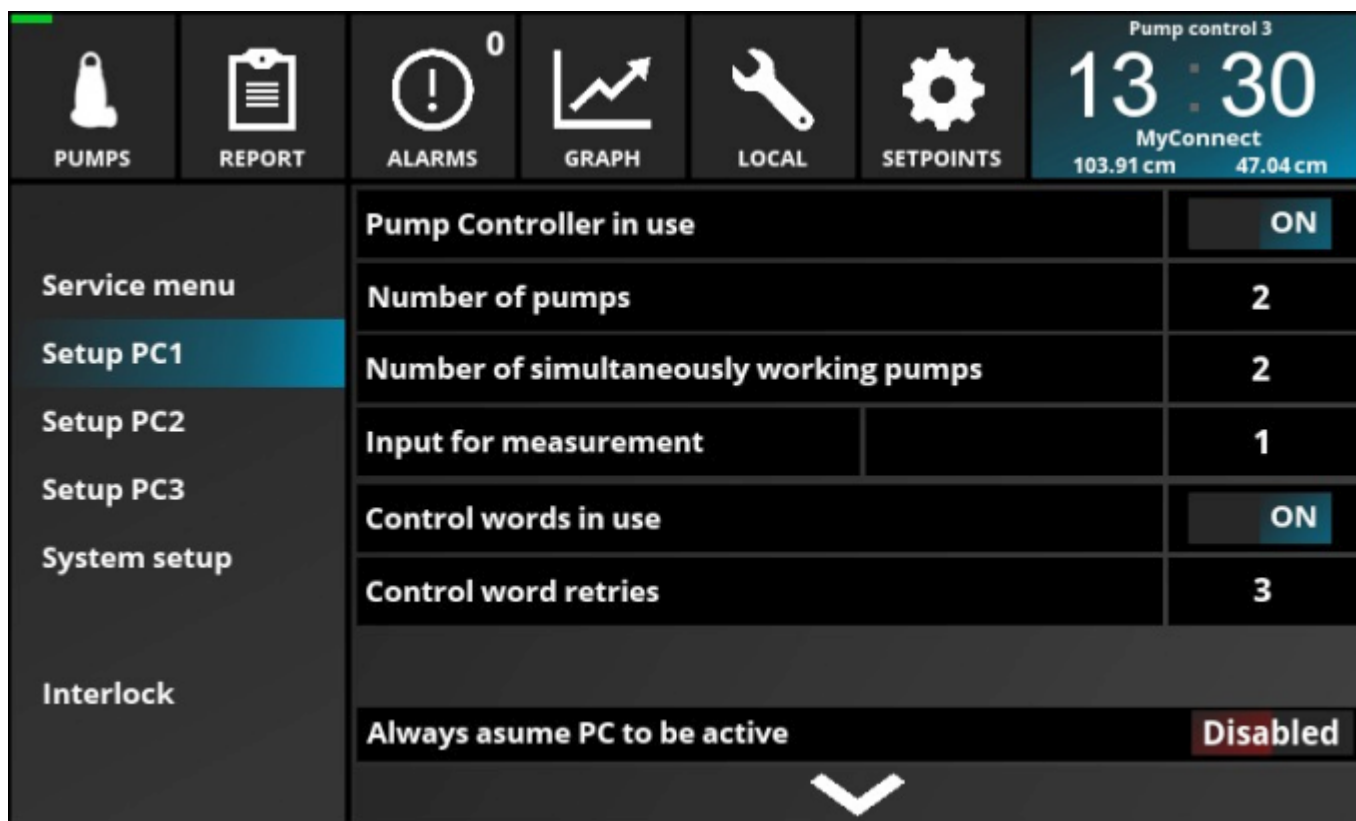 0
PUMPS
REPORT
ALARMS
GRAPH
LOCAL
SETPOINTS
Pump control 3
13 : 30
MyConnect
103.91 cm 47.04 cm
Service menu
Setup PC1
Setup PC2
Setup PC3
System setup
Interlock
Pump Controller in use ON
Number of pumps 2
Number of simultaneously working pumps 2
Input for measurement 1
Control words in use ON
Control word retries 3
Always asume PC to be active Disabled